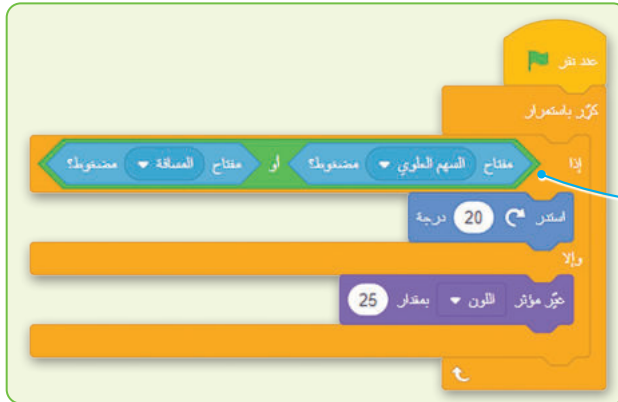 عند نقر
كرّر باستمرار
إذا مفتاح السهم العلوي مضغوط؟ أو مفتاح المسافة مضغوط؟
استدر 20 درجة
وإلا
غيّر مؤثر اللون بمقدار 25